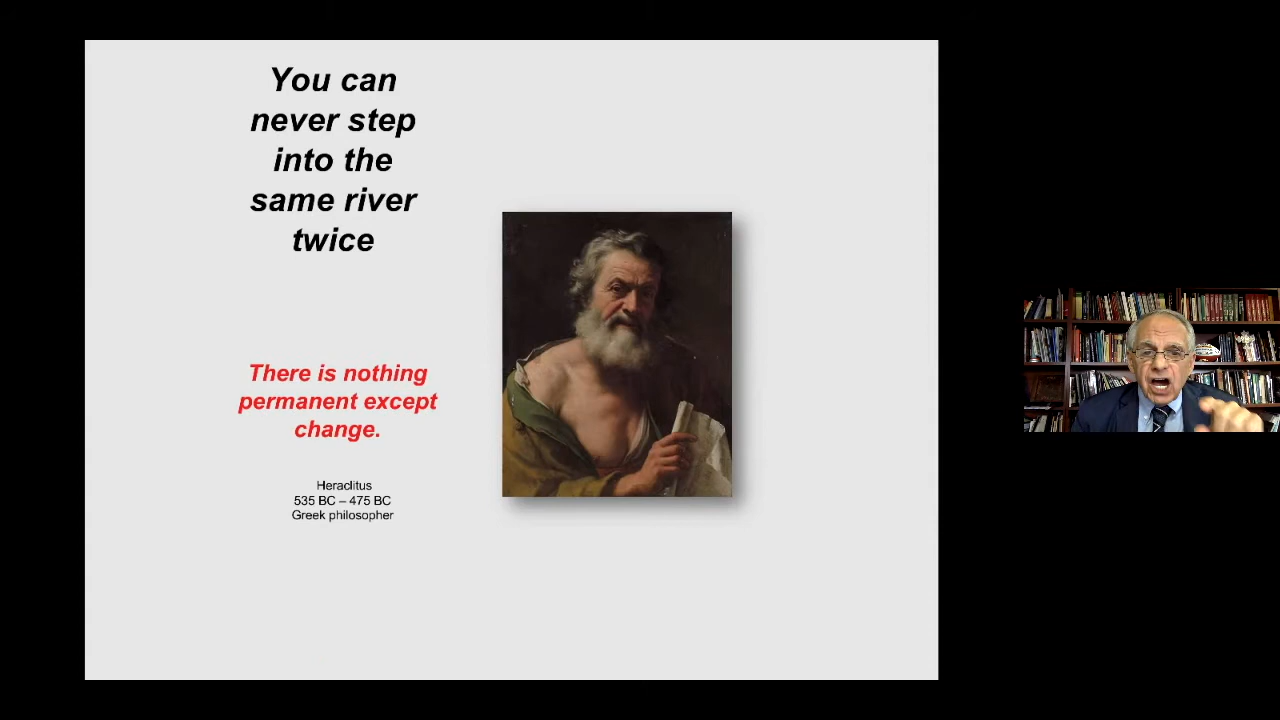 You can
never step
into the
same river
twice
There is nothing
permanent except
change.
Heraclitus
535 BC – 475 BC
Greek philosopher